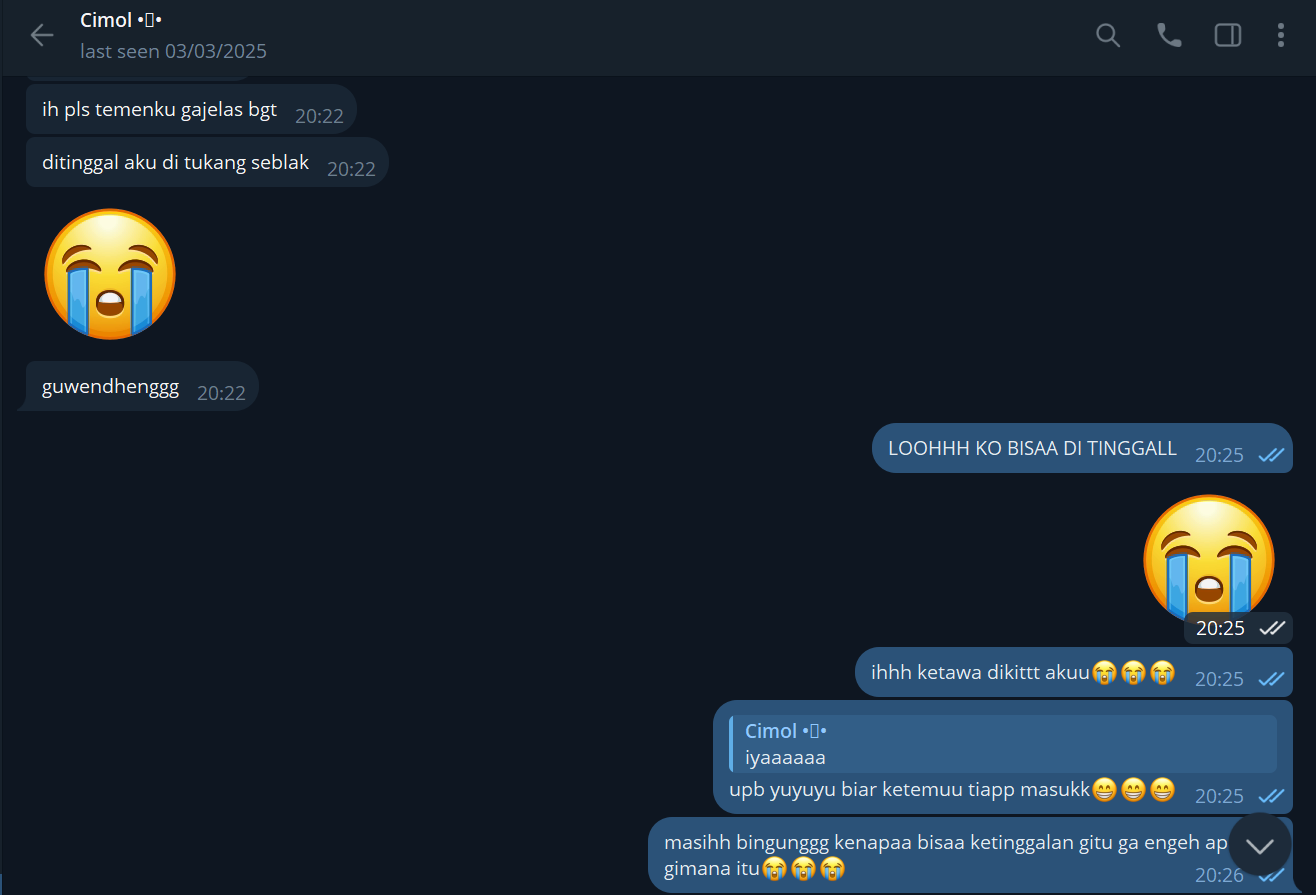 Cimol •▯•
last seen 03/03/2025
ih pls temenku gajelas bgt 20:22
ditinggal aku di tukang seblak 20:22
😭
guwendhenggg 20:22
LOOHHH KO BISAA DI TINGGALL 20:25
😭
20:25
ihhh ketawa dikittt akuu😭😭😭 20:25
Cimol •▯•
iyaaaaaa
upb yuyuyu biar ketemuu tiapp masukk😁😁😁 20:25
masihh bingunggg kenapaa bisaa ketinggalan gitu ga engeh
gimana itu😭😭😭 20:26